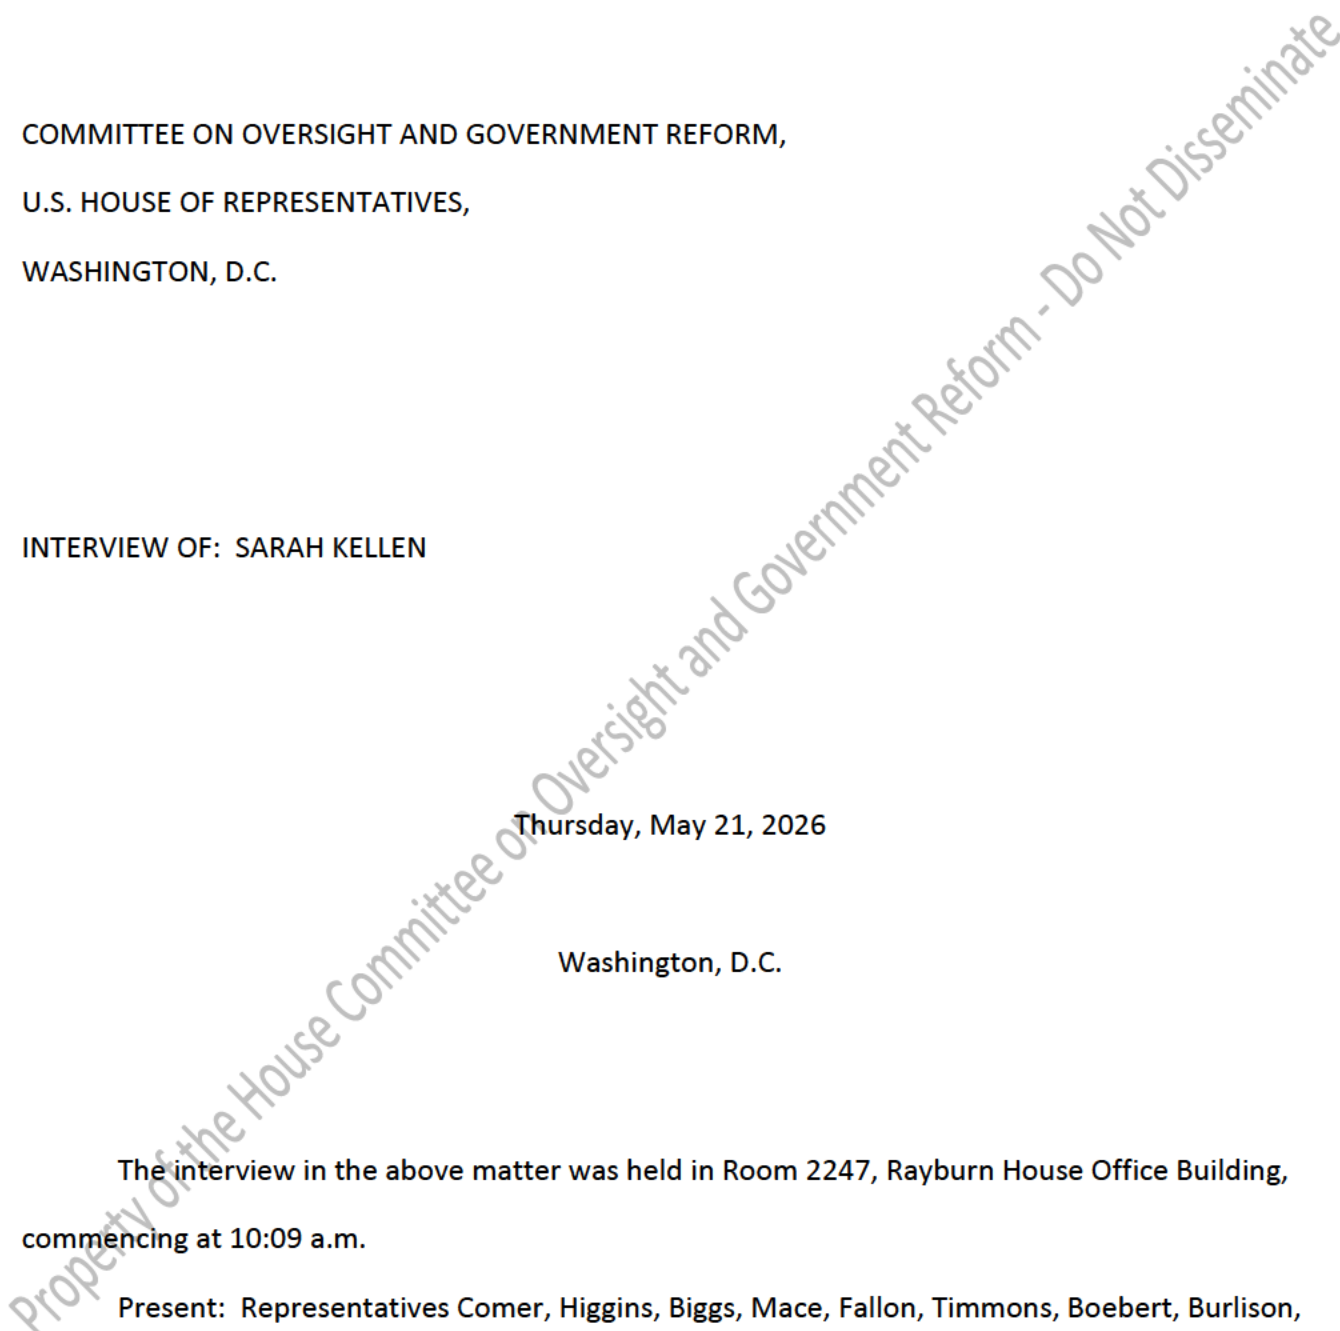 COMMITTEE ON OVERSIGHT AND GOVERNMENT REFORM,
U.S. HOUSE OF REPRESENTATIVES,
WASHINGTON, D.C.
INTERVIEW OF:  SARAH KELLEN
Thursday, May 21, 2026
Washington, D.C.
The interview in the above matter was held in Room 2247, Rayburn House Office Building,
commencing at 10:09 a.m.
Present:  Representatives Comer, Higgins, Biggs, Mace, Fallon, Timmons, Boebert, Burlison,
Property of the House Committee on Oversight and Government Reform - Do Not Disseminate